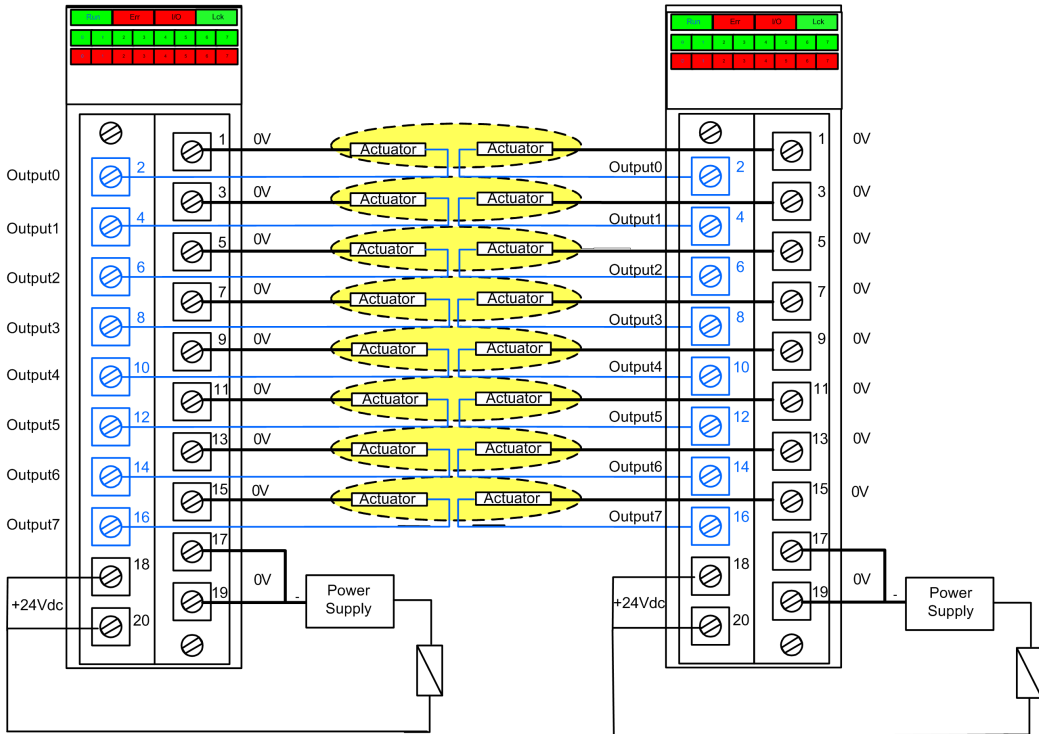 Run Err I/O Lck
Run Err I/O Lck
1 0V Actuator Actuator 1 0V
Output0 2 Output0 2
3 0V Actuator Actuator 3 0V
Output1 4 Output1 4
5 0V Actuator Actuator 5 0V
Output2 6 Output2 6
7 0V Actuator Actuator 7 0V
Output3 8 Output3 8
9 0V Actuator Actuator 9 0V
Output4 10 Output4 10
11 0V Actuator Actuator 11 0V
Output5 12 Output5 12
13 0V Actuator Actuator 13 0V
Output6 14 Output6 14
15 0V Actuator Actuator 15 0V
Output7 16 Output7 16
17 17
18 18
19 0V - Power Supply 19 0V - Power Supply
+24Vdc +24Vdc
20 20